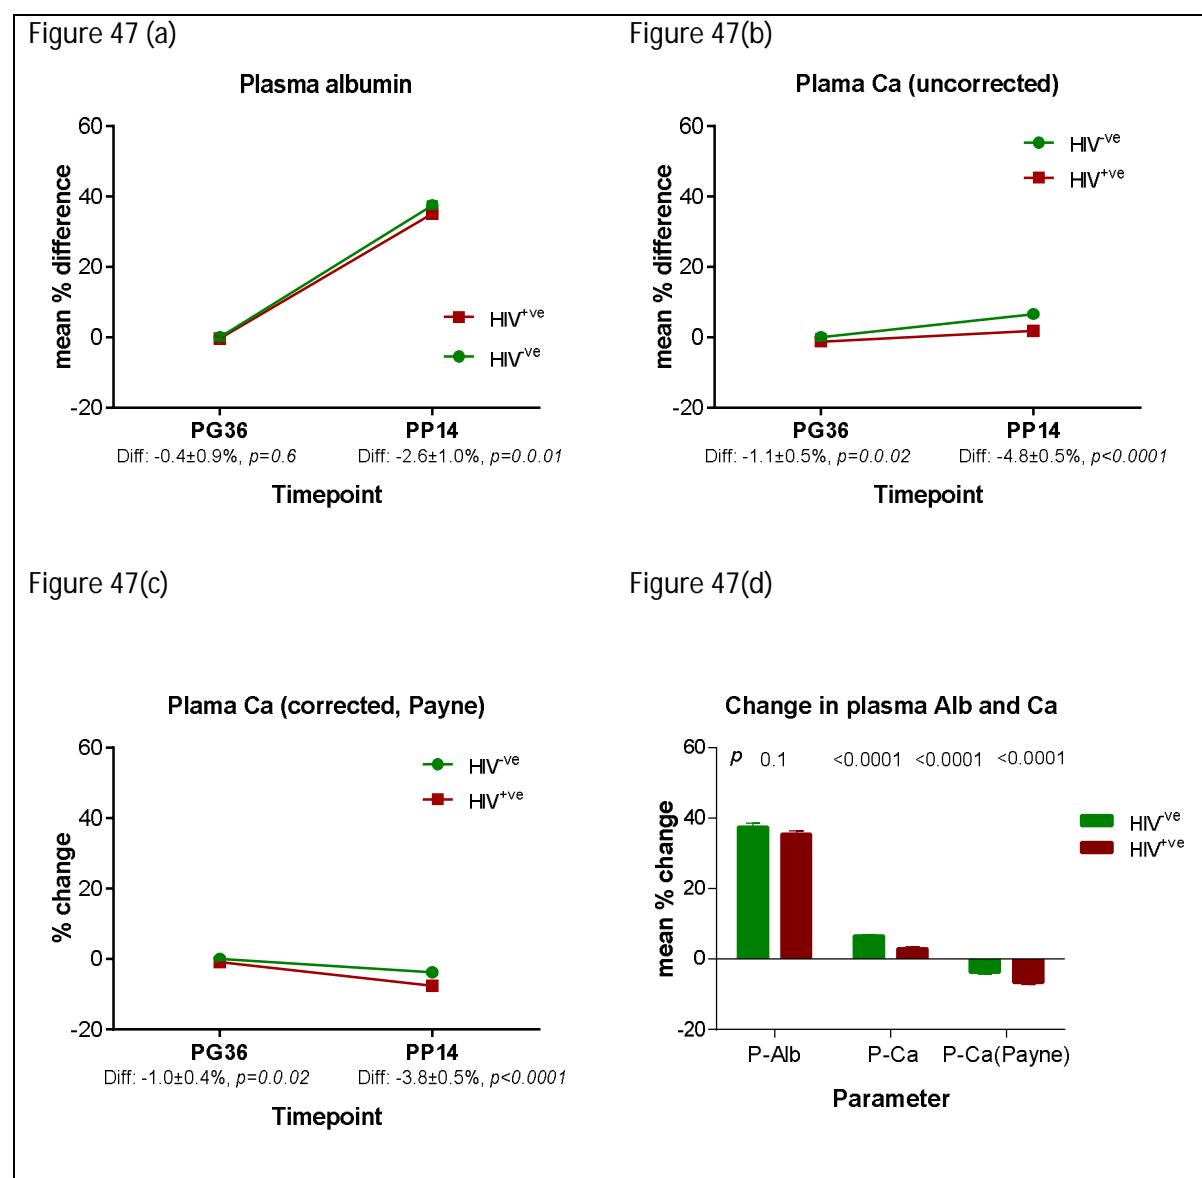 Figure 47 (a)
Plasma albumin
60
40
20
0
-20
mean % difference
HIV+ve
HIV-ve
PG36
PP14
Diff: -0.4±0.9%, p=0.6
Diff: -2.6±1.0%, p=0.0.01
Timepoint
Figure 47(b)
Plama Ca (uncorrected)
60
40
20
0
-20
mean % difference
HIV-ve
HIV+ve
PG36
PP14
Diff: -1.1±0.5%, p=0.0.02
Diff: -4.8±0.5%, p<0.0001
Timepoint
Figure 47(c)
Plama Ca (corrected, Payne)
60
40
20
0
-20
% change
HIV-ve
HIV+ve
PG36
PP14
Diff: -1.0±0.4%, p=0.0.02
Diff: -3.8±0.5%, p<0.0001
Timepoint
Figure 47(d)
Change in plasma Alb and Ca
60
40
20
0
-20
mean % change
p 0.1 <0.0001 <0.0001 <0.0001
HIV-ve
HIV+ve
P-Alb
P-Ca
P-Ca(Payne)
Parameter